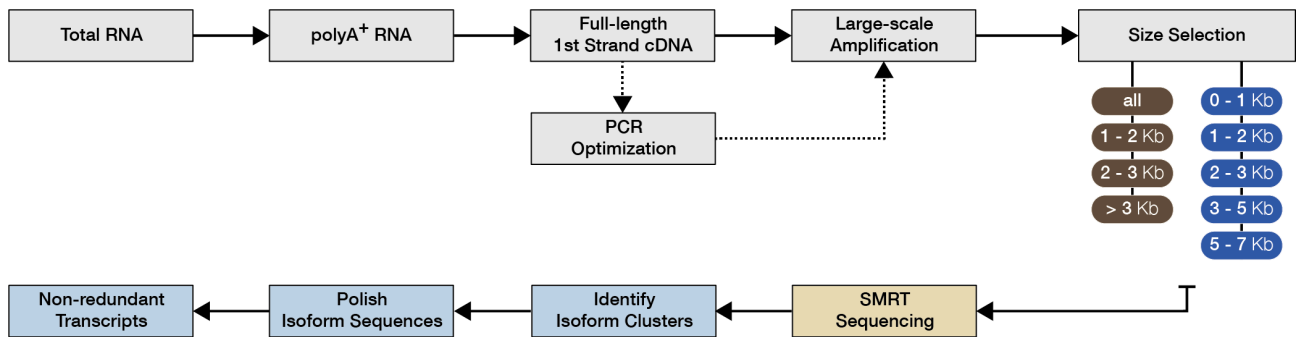 Total RNA
polyA+ RNA
Full-length
1st Strand cDNA
Large-scale
Amplification
Size Selection
PCR
Optimization
all
1 - 2 Kb
2 - 3 Kb
> 3 Kb
0 - 1 Kb
1 - 2 Kb
2 - 3 Kb
3 - 5 Kb
5 - 7 Kb
Non-redundant
Transcripts
Polish
Isoform Sequences
Identify
Isoform Clusters
SMRT
Sequencing